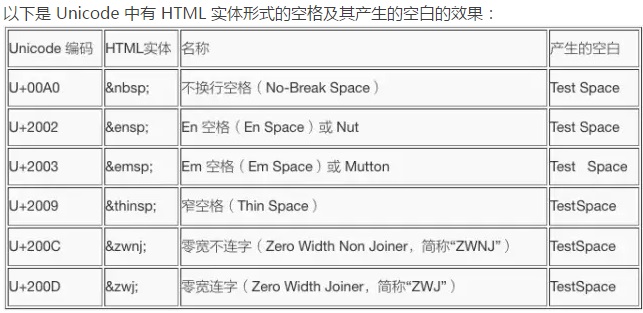 以下是 Unicode 中有 HTML 实体形式的空格及其产生的空白的效果：
Unicode 编码 HTML实体 名称 产生的空白
U+00A0 &nbsp; 不换行空格（No-Break Space） Test Space
U+2002 &ensp; En 空格（En Space）或 Nut Test Space
U+2003 &emsp; Em 空格（Em Space）或 Mutton Test  Space
U+2009 &thinsp; 窄空格（Thin Space） TestSpace
U+200C &zwnj; 零宽不连字（Zero Width Non Joiner，简称“ZWNJ”） TestSpace
U+200D &zwj; 零宽连字（Zero Width Joiner，简称“ZWJ”） TestSpace